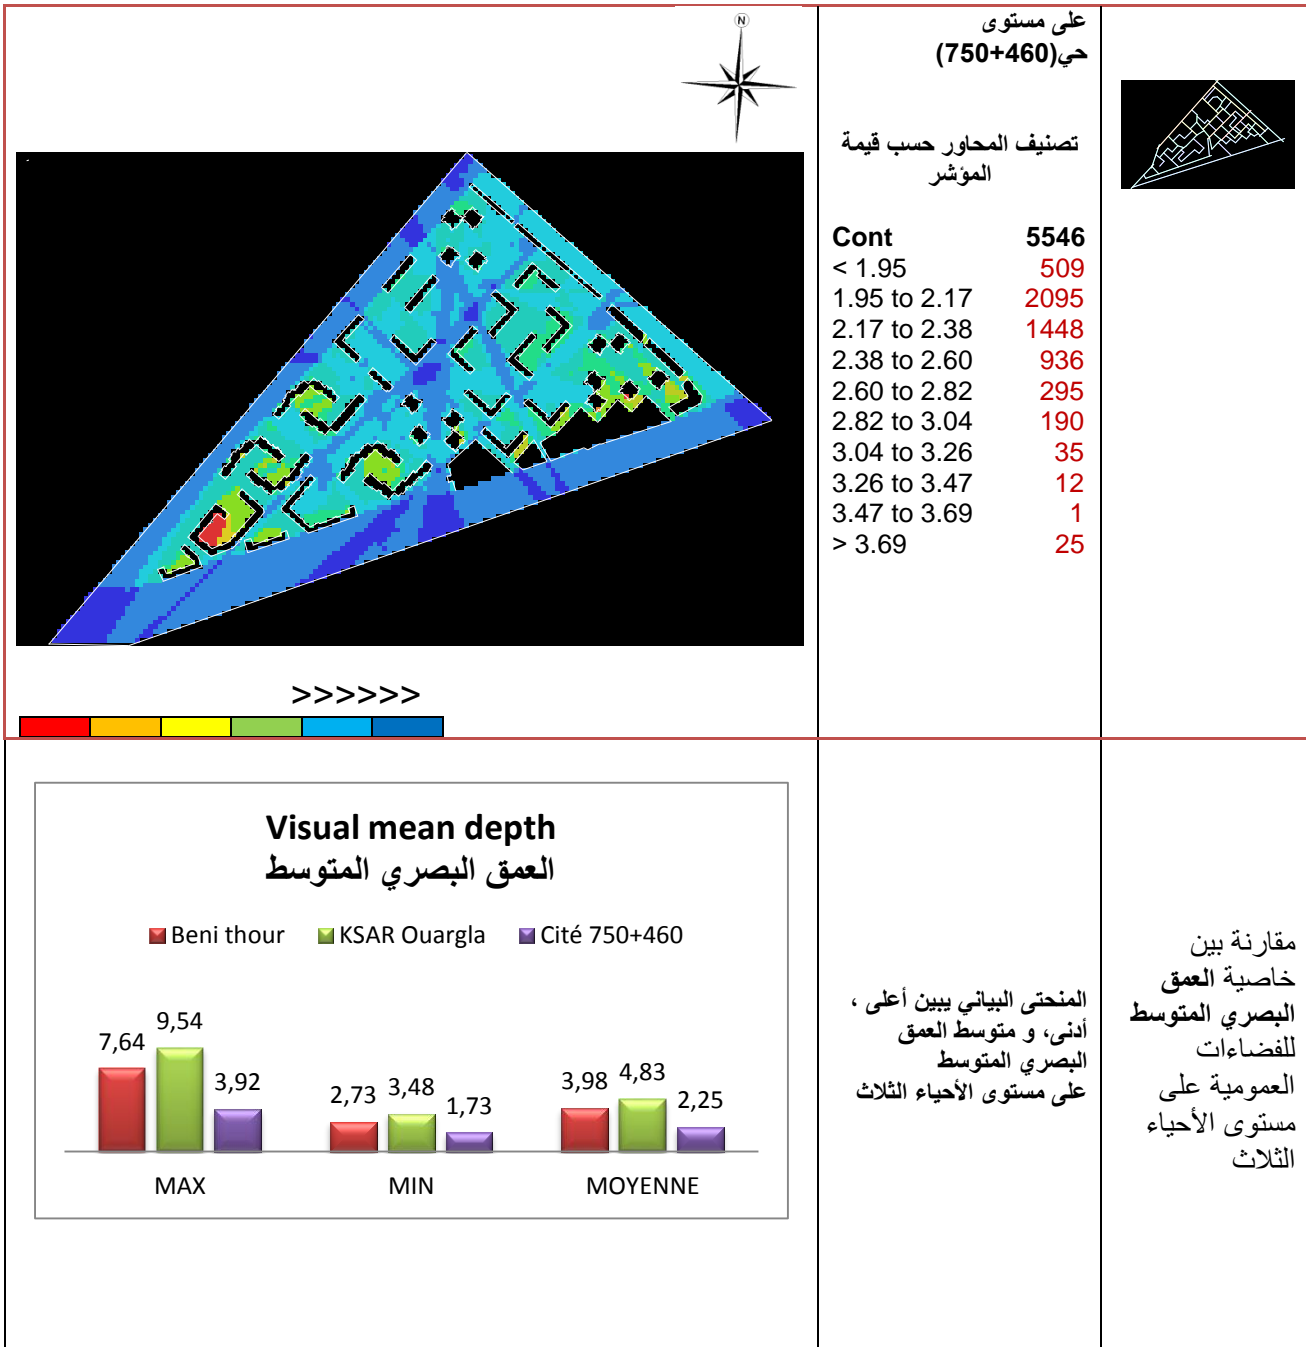 N
على مستوى
حي(460+750)
تصنيف المحاور حسب قيمة
المؤشر
Cont 5546
< 1.95 509
1.95 to 2.17 2095
2.17 to 2.38 1448
2.38 to 2.60 936
2.60 to 2.82 295
2.82 to 3.04 190
3.04 to 3.26 35
3.26 to 3.47 12
3.47 to 3.69 1
> 3.69 25
>>>>>>
Visual mean depth
العمق البصري المتوسط
Beni thour KSAR Ouargla Cité 750+460
7,64 9,54 3,92 2,73 3,48 1,73 3,98 4,83 2,25
MAX MIN MOYENNE
المنحتى البياني يبين أعلى ،
أدنى، و متوسط العمق
البصري المتوسط
على مستوى الأحياء الثلاث
مقارنة بين
خاصية العمق
البصري المتوسط
للفضاءات
العمومية على
مستوى الأحياء
الثلاث